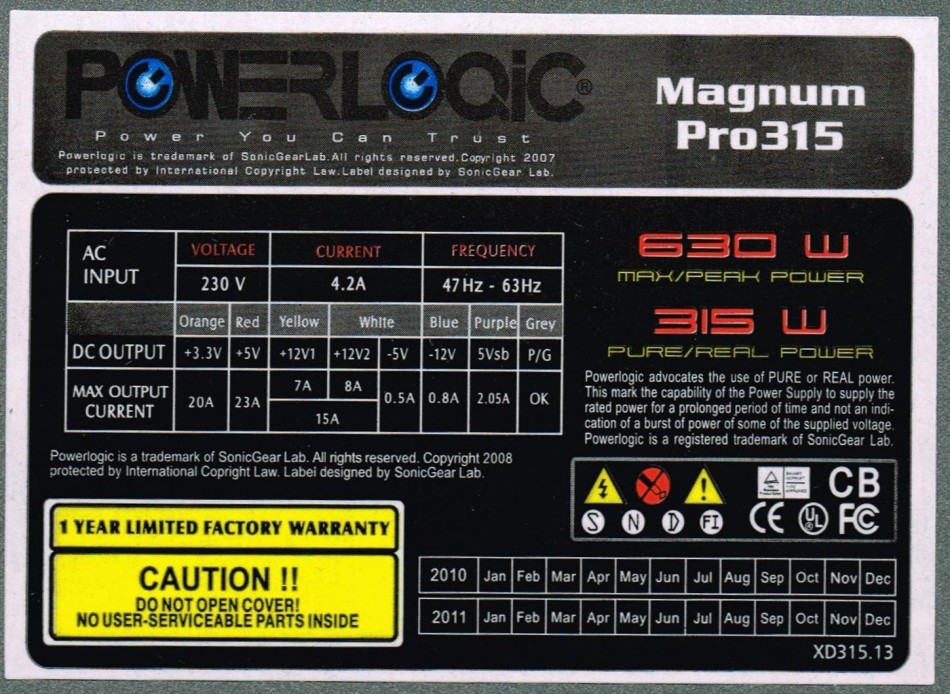 POWERLOGIC®
Power You Can Trust
Powerlogic is trademark of SonicGearLab.All rights reserved.Copyright 2007
protected by International Copyright Law.Label designed by SonicGear Lab.
Magnum
Pro315
AC INPUT VOLTAGE CURRENT FREQUENCY
230 V 4.2A 47Hz - 63Hz
Orange Red Yellow White Blue Purple Grey
DC OUTPUT +3.3V +5V +12V1 +12V2 -5V -12V 5Vsb P/G
MAX OUTPUT CURRENT 20A 23A 7A 8A 0.5A 0.8A 2.05A OK
15A
630 W
MAX/PEAK POWER
315 W
PURE/REAL POWER
Powerlogic advocates the use of PURE or REAL power.
This mark the capability of the Power Supply to supply the
rated power for a prolonged period of time and not an indi-
cation of a burst of power of some of the supplied voltage.
Powerlogic is a registered trademark of SonicGear Lab.
Powerlogic is a trademark of SonicGear Lab. All rights reserved. Copyright 2008
protected by International Copright Law. Label designed by SonicGear Lab.
CB
S N D FI CE UL FC
1 YEAR LIMITED FACTORY WARRANTY
CAUTION !!
DO NOT OPEN COVER!
NO USER-SERVICEABLE PARTS INSIDE
2010 Jan Feb Mar Apr May Jun Jul Aug Sep Oct Nov Dec
2011 Jan Feb Mar Apr May Jun Jul Aug Sep Oct Nov Dec
XD315.13